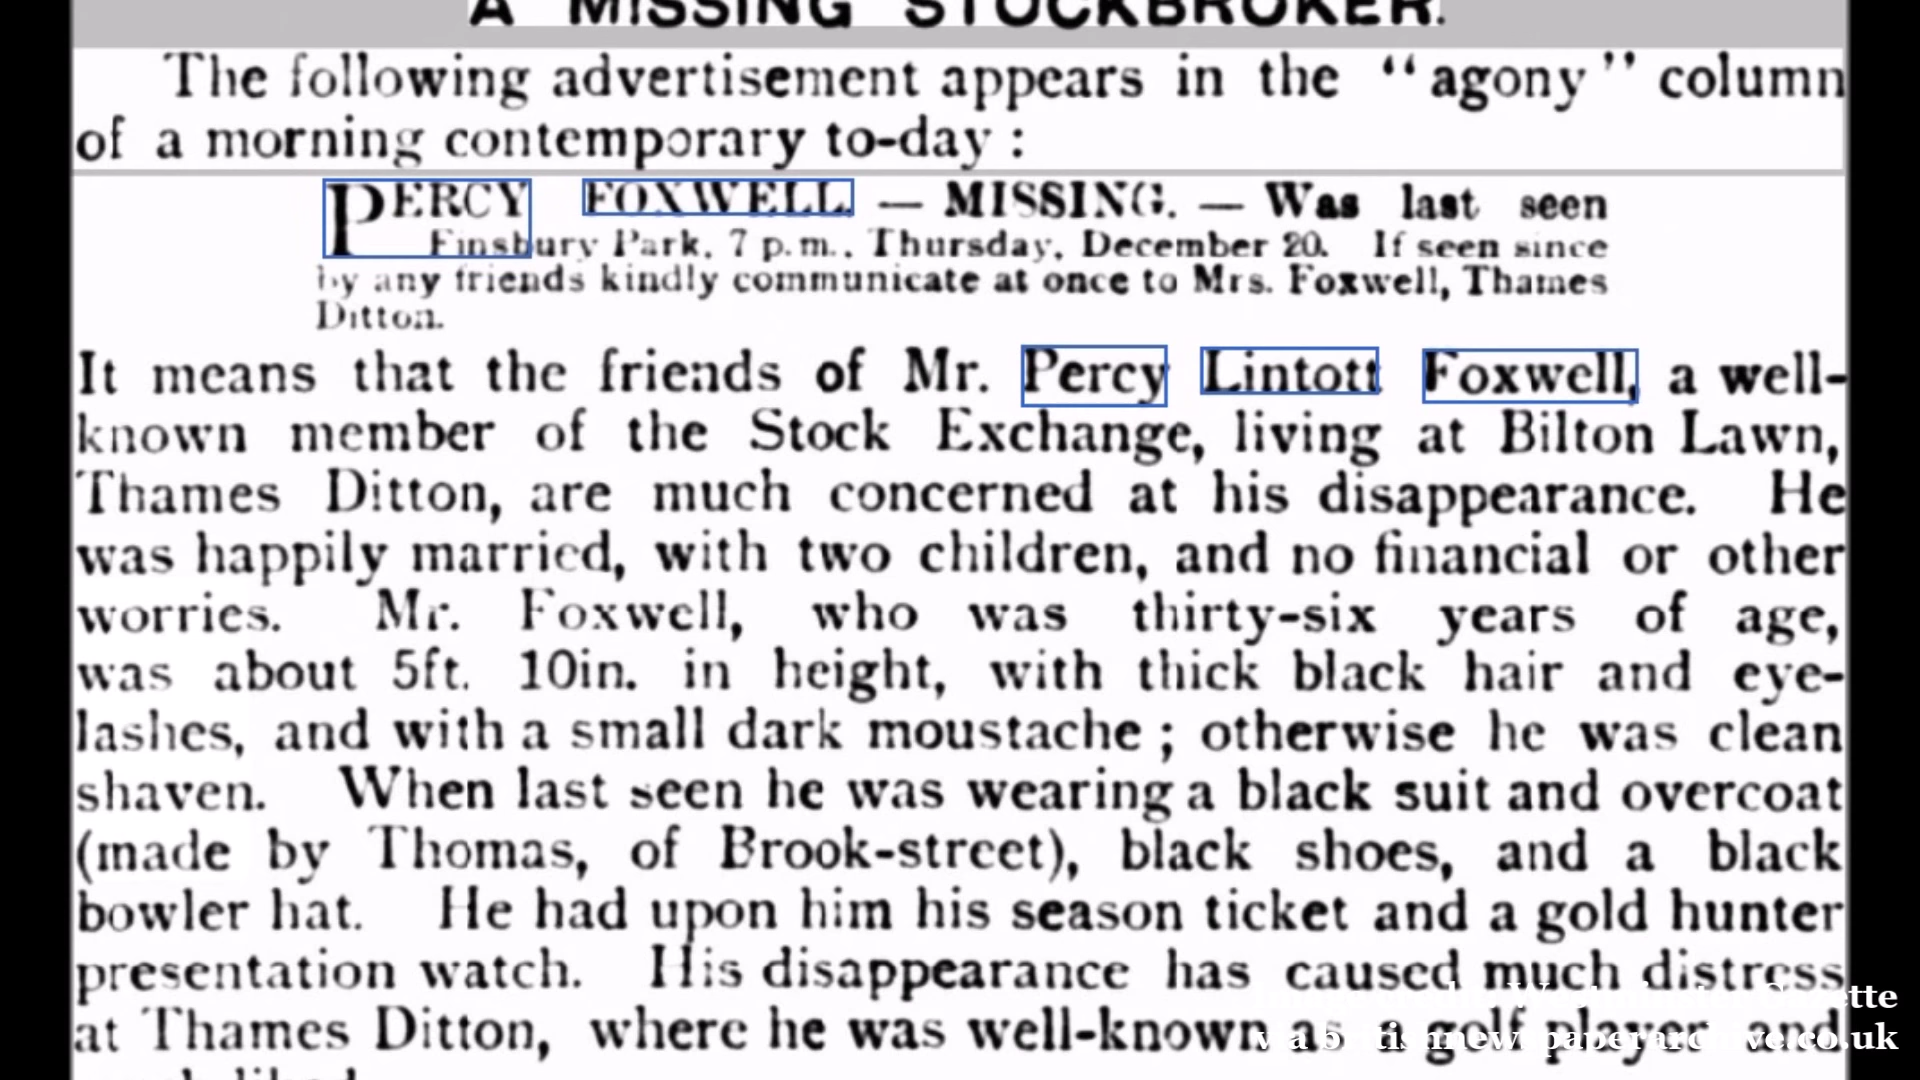 A MISSING STOCKBROKER.
The following advertisement appears in the "agony" column
of a morning contemporary to-day :
PERCY FOXWELL — MISSING. — Was last seen
Finsbury Park, 7 p.m., Thursday, December 20. If seen since
by any friends kindly communicate at once to Mrs. Foxwell, Thames
Ditton.
It means that the friends of Mr. Percy Lintott Foxwell, a well-
known member of the Stock Exchange, living at Bilton Lawn,
Thames Ditton, are much concerned at his disappearance. He
was happily married, with two children, and no financial or other
worries. Mr. Foxwell, who was thirty-six years of age,
was about 5ft. 10in. in height, with thick black hair and eye-
lashes, and with a small dark moustache ; otherwise he was clean
shaven. When last seen he was wearing a black suit and overcoat
(made by Thomas, of Brook-street), black shoes, and a black
bowler hat. He had upon him his season ticket and a gold hunter
presentation watch. His disappearance has caused much distress
at Thames Ditton, where he was well-known as a golf player and
via britishnewspaperarchive.co.uk